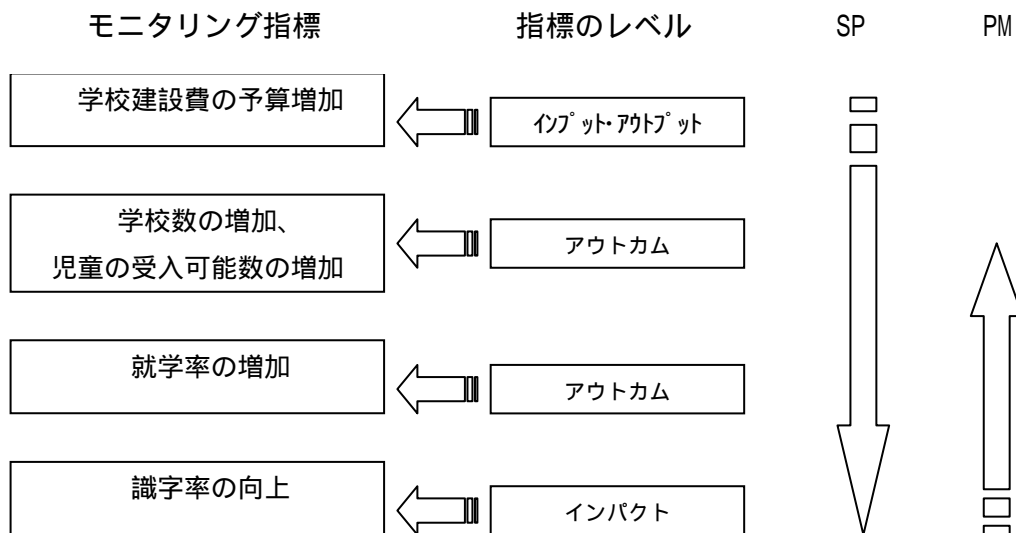 モニタリング指標 指標のレベル SP PM
学校建設費の予算増加
ｲﾝﾌﾟｯﾄ･ｱｳﾄﾌﾟｯﾄ
学校数の増加、
児童の受入可能数の増加
アウトカム
就学率の増加
アウトカム
識字率の向上
インパクト